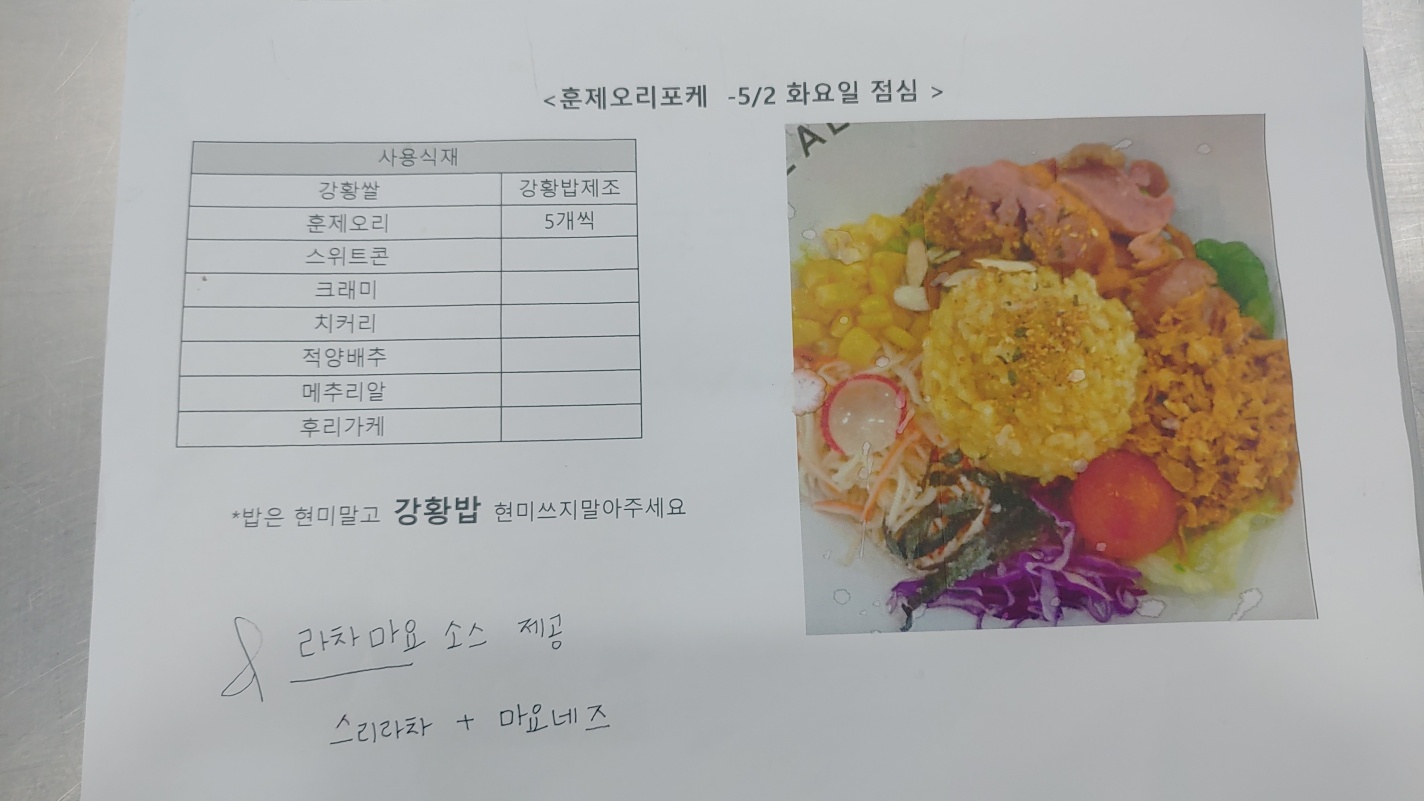 <훈제오리포케 -5/2 화요일 점심 >
사용식재
강황쌀 강황밥제조
훈제오리 5개씩
스위트콘
크래미
치커리
적양배추
메추리알
후리가케
*밥은 현미말고 강황밥 현미쓰지말아주세요
& 라차마요 소스 제공
스리라차 + 마요네즈